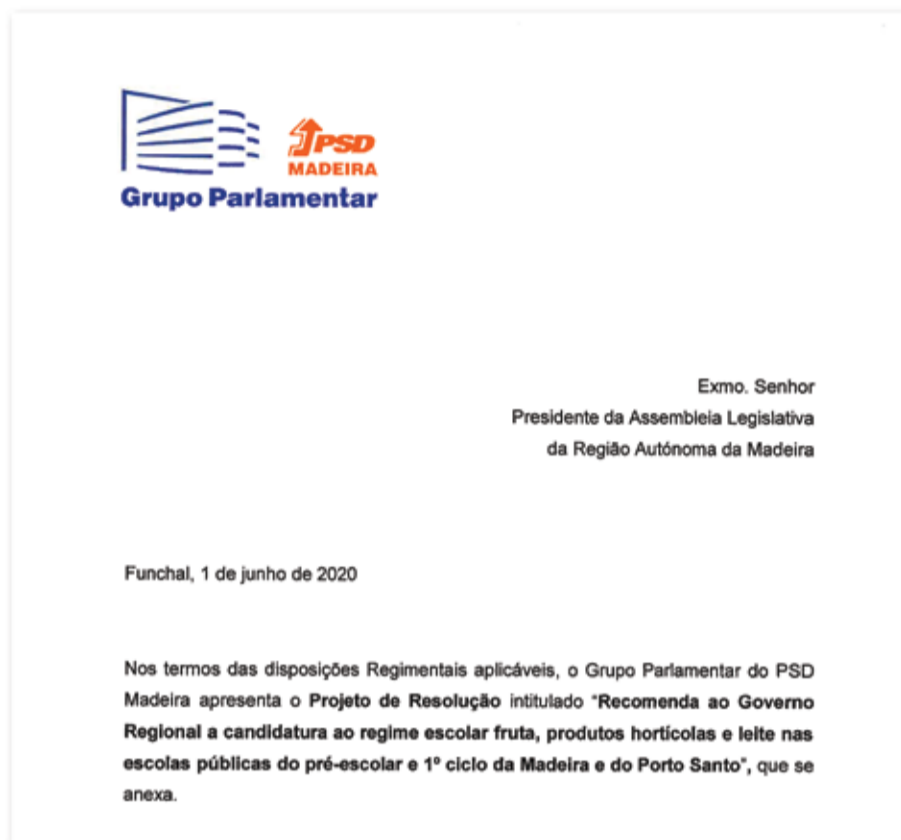 PSD
MADEIRA
Grupo Parlamentar
Exmo. Senhor
Presidente da Assembleia Legislativa
da Região Autónoma da Madeira
Funchal, 1 de junho de 2020
Nos termos das disposições Regimentais aplicáveis, o Grupo Parlamentar do PSD
Madeira apresenta o Projeto de Resolução intitulado "Recomenda ao Governo
Regional a candidatura ao regime escolar fruta, produtos hortícolas e leite nas
escolas públicas do pré-escolar e 1º ciclo da Madeira e do Porto Santo", que se
anexa.